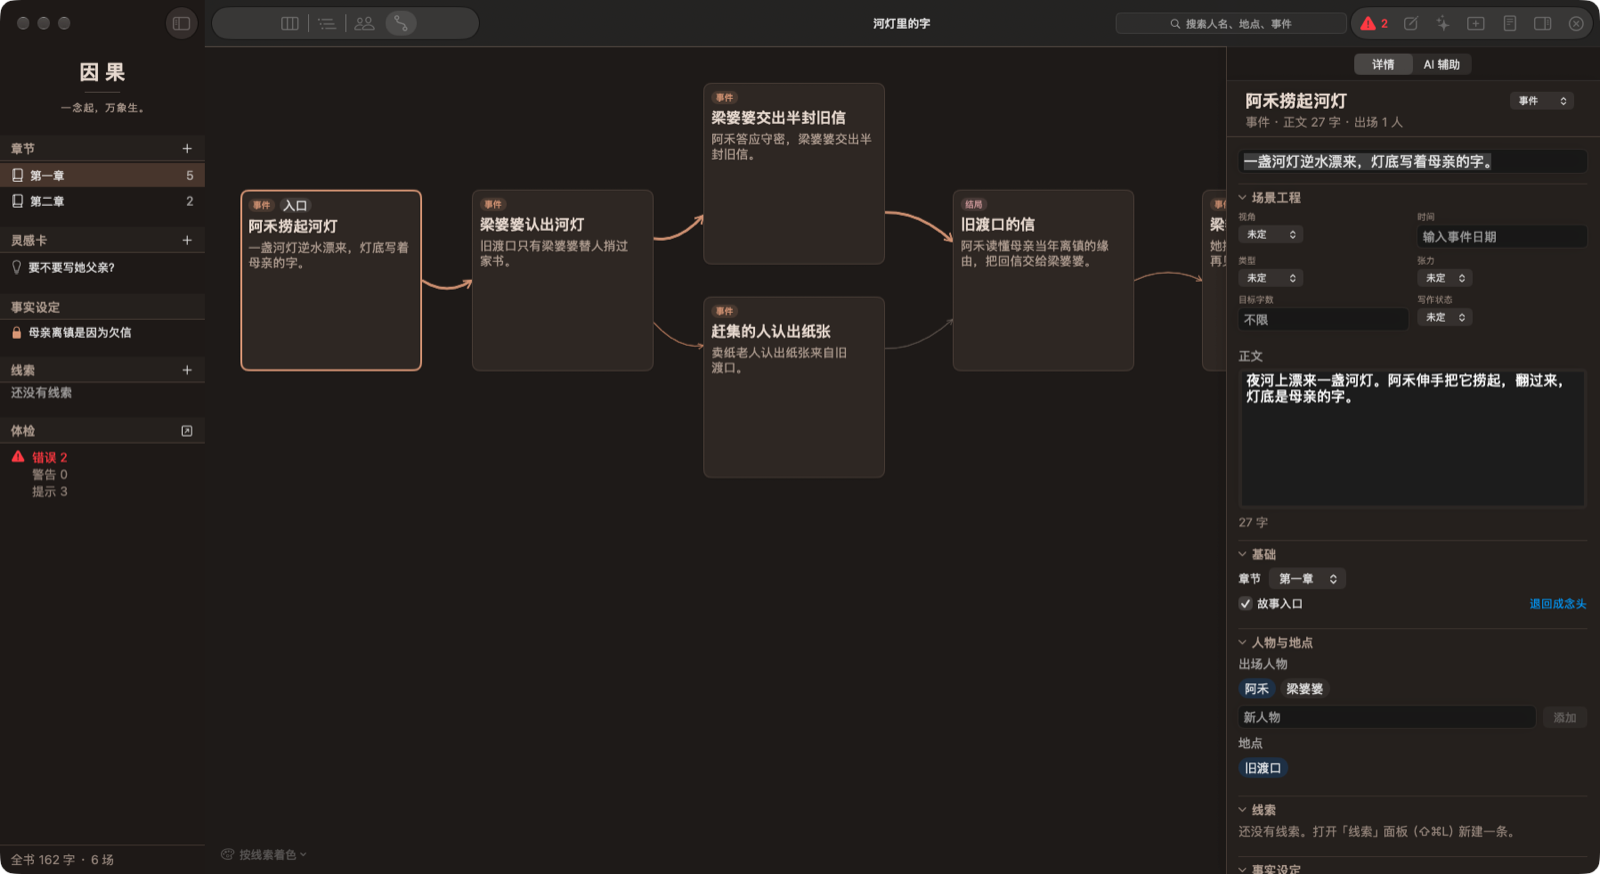 因果
一念起，万象生。
章节
第一章 5
第二章 2
灵感卡
要不要写她父亲？
事实设定
母亲离镇是因为欠信
线索
还没有线索
体检
错误 2
警告 0
提示 3
全书 162 字 · 6 场
河灯里的字
搜索人名、地点、事件
2
事件 入口
阿禾捞起河灯
一盏河灯逆水漂来，灯底写着
母亲的字。
事件
梁婆婆认出河灯
旧渡口只有梁婆婆替人捎过
家书。
事件
梁婆婆交出半封旧信
阿禾答应守密，梁婆婆交出半
封旧信。
事件
赶集的人认出纸张
卖纸老人认出纸张来自旧
渡口。
结局
旧渡口的信
阿禾读懂母亲当年离镇的缘
由，把回信交给梁婆婆。
按线索着色
详情 AI 辅助
阿禾捞起河灯
事件
事件 · 正文 27 字 · 出场 1 人
一盏河灯逆水漂来，灯底写着母亲的字。
场景工程
视角 时间
未定 输入事件日期
类型 张力
未定 未定
目标字数 写作状态
不限 未定
正文
夜河上漂来一盏河灯。阿禾伸手把它捞起，翻过来，
灯底是母亲的字。
27 字
基础
章节 第一章
故事入口 退回成念头
人物与地点
出场人物
阿禾 梁婆婆
新人物 添加
地点
旧渡口
线索
还没有线索。打开「线索」面板（⇧⌘L）新建一条。
事实设定